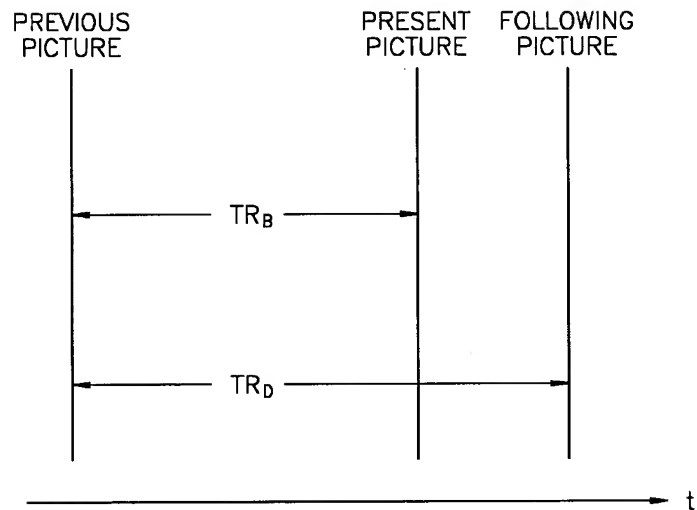 PREVIOUS
PICTURE
PRESENT
PICTURE
FOLLOWING
PICTURE
TR_B
TR_D
t